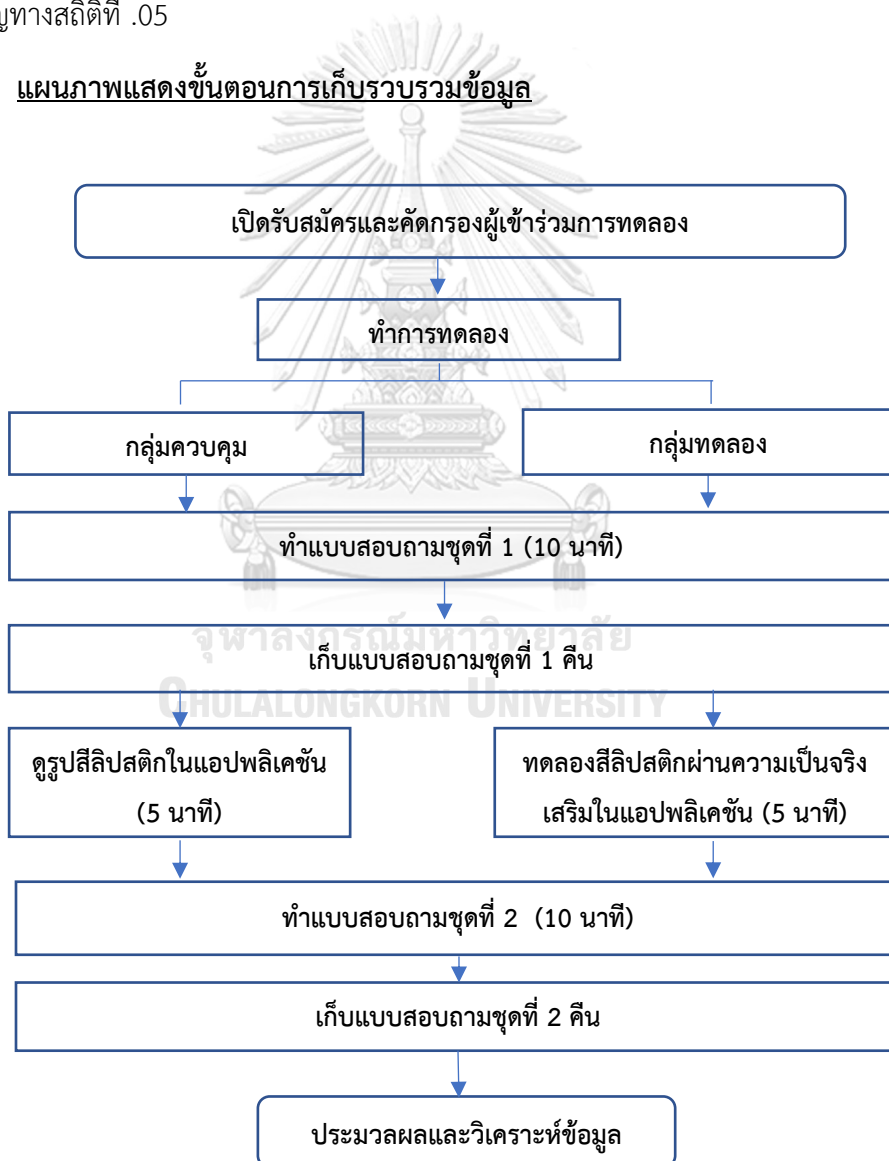 ทางสถิติที่ .05
แผนภาพแสดงขั้นตอนการเก็บรวบรวมข้อมูล
เปิดรับสมัครและคัดกรองผู้เข้าร่วมการทดลอง
ทำการทดลอง
กลุ่มควบคุม
กลุ่มทดลอง
ทำแบบสอบถามชุดที่ 1 (10 นาที)
จุฬาลงกรณ์มหาวิทยาลัย
เก็บแบบสอบถามชุดที่ 1 คืน
CHULALONGKORN UNIVERSITY
ดูรูปสีลิปสติกในแอปพลิเคชัน
(5 นาที)
ทดลองสีลิปสติกผ่านความเป็นจริง
เสริมในแอปพลิเคชัน (5 นาที)
ทำแบบสอบถามชุดที่ 2 (10 นาที)
เก็บแบบสอบถามชุดที่ 2 คืน
ประมวลผลและวิเคราะห์ข้อมูล